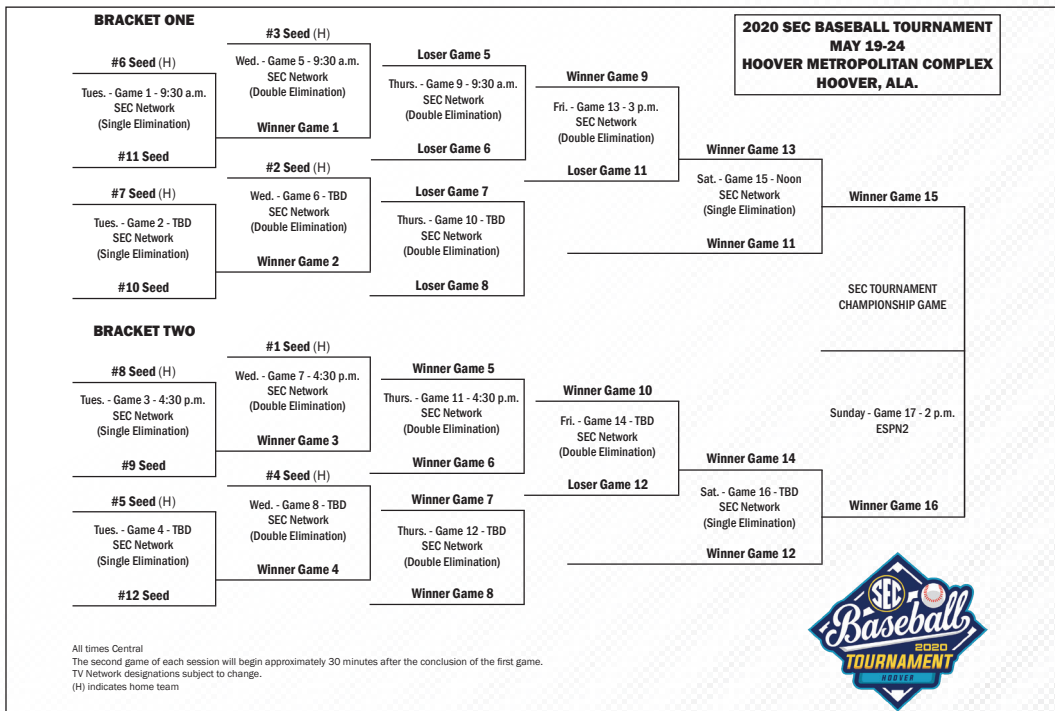 BRACKET ONE
#6 Seed (H)
Tues. - Game 1 - 9:30 a.m.
SEC Network
(Single Elimination)
#11 Seed
#7 Seed (H)
Tues. - Game 2 - TBD
SEC Network
(Single Elimination)
#10 Seed
#3 Seed (H)
Wed. - Game 5 - 9:30 a.m.
SEC Network
(Double Elimination)
Winner Game 1
#2 Seed (H)
Wed. - Game 6 - TBD
SEC Network
(Double Elimination)
Winner Game 2
Loser Game 5
Thurs. - Game 9 - 9:30 a.m.
SEC Network
(Double Elimination)
Loser Game 6
Loser Game 7
Thurs. - Game 10 - TBD
SEC Network
(Double Elimination)
Loser Game 8
Winner Game 9
Fri. - Game 13 - 3 p.m.
SEC Network
(Double Elimination)
Loser Game 11
Winner Game 13
Sat. - Game 15 - Noon
SEC Network
(Single Elimination)
Winner Game 11
Winner Game 15
2020 SEC BASEBALL TOURNAMENT
MAY 19-24
HOOVER METROPOLITAN COMPLEX
HOOVER, ALA.
SEC TOURNAMENT
CHAMPIONSHIP GAME
BRACKET TWO
#8 Seed (H)
Tues. - Game 3 - 4:30 p.m.
SEC Network
(Single Elimination)
#9 Seed
#5 Seed (H)
Tues. - Game 4 - TBD
SEC Network
(Single Elimination)
#12 Seed
#1 Seed (H)
Wed. - Game 7 - 4:30 p.m.
SEC Network
(Double Elimination)
Winner Game 3
#4 Seed (H)
Wed. - Game 8 - TBD
SEC Network
(Double Elimination)
Winner Game 4
Winner Game 5
Thurs. - Game 11 - 4:30 p.m.
SEC Network
(Double Elimination)
Winner Game 6
Winner Game 7
Thurs. - Game 12 - TBD
SEC Network
(Double Elimination)
Winner Game 8
Winner Game 10
Fri. - Game 14 - TBD
SEC Network
(Double Elimination)
Loser Game 12
Winner Game 14
Sat. - Game 16 - TBD
SEC Network
(Single Elimination)
Winner Game 12
Sunday - Game 17 - 2 p.m.
ESPN2
Winner Game 16
All times Central
The second game of each session will begin approximately 30 minutes after the conclusion of the first game.
TV Network designations subject to change.
(H) indicates home team
SEC
Baseball
2020
TOURNAMENT
HOOVER